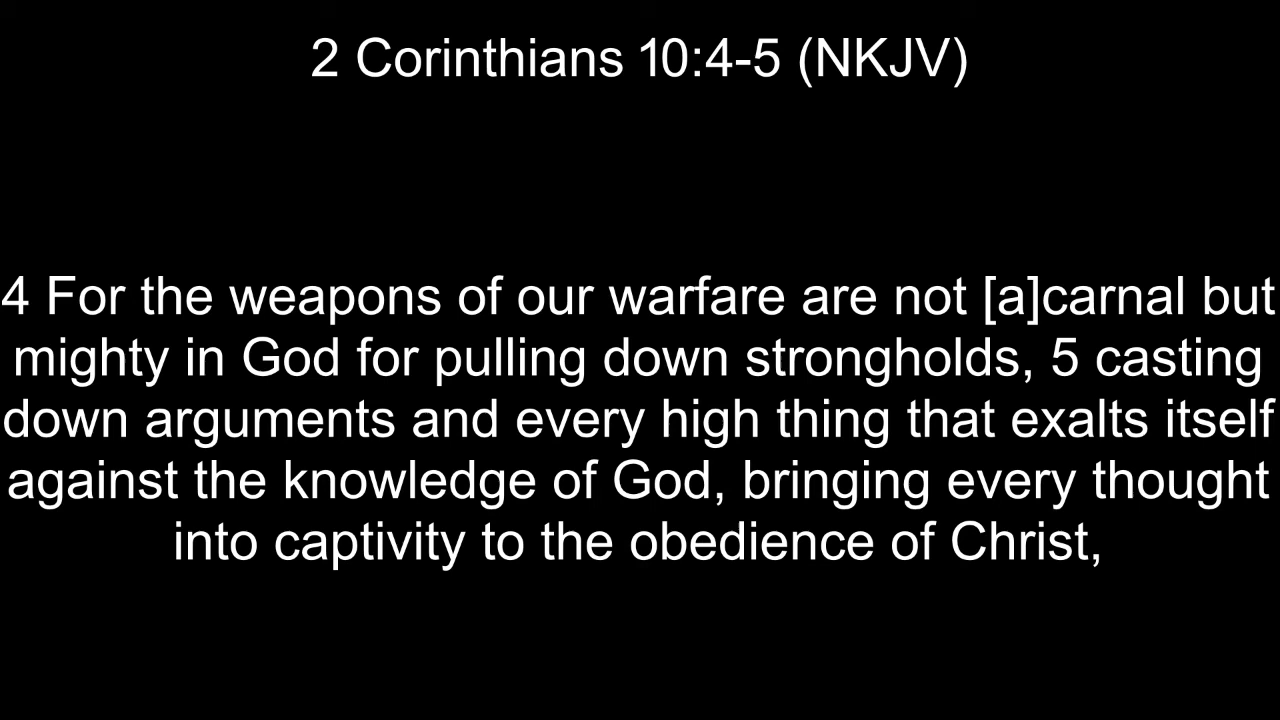 2 Corinthians 10:4-5 (NKJV)
4 For the weapons of our warfare are not [a]carnal but
mighty in God for pulling down strongholds, 5 casting
down arguments and every high thing that exalts itself
against the knowledge of God, bringing every thought
into captivity to the obedience of Christ,